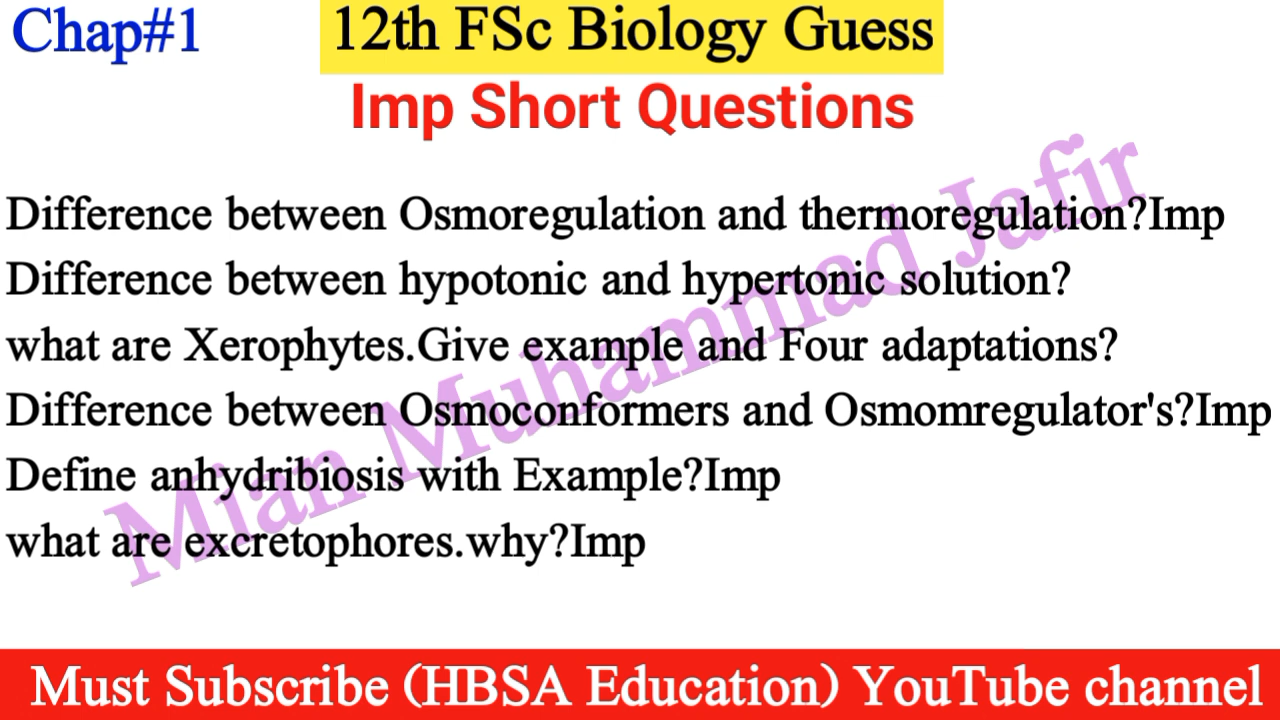 Chap#1
12th FSc Biology Guess
Imp Short Questions
Difference between Osmoregulation and thermoregulation?Imp
Difference between hypotonic and hypertonic solution?
what are Xerophytes.Give example and Four adaptations?
Difference between Osmoconformers and Osmomregulator's?Imp
Define anhydribiosis with Example?Imp
what are excretophores.why?Imp
Mian Muhammad Jafir
Must Subscribe (HBSA Education) YouTube channel